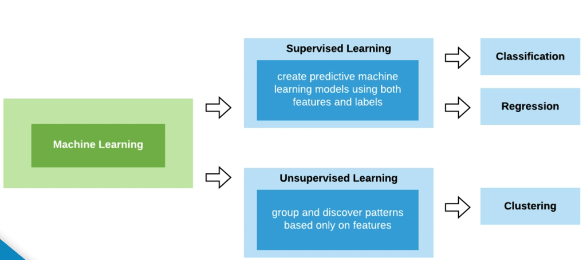 Machine Learning
Supervised Learning
create predictive machine
learning models using both
features and labels
Classification
Regression
Unsupervised Learning
group and discover patterns
based only on features
Clustering